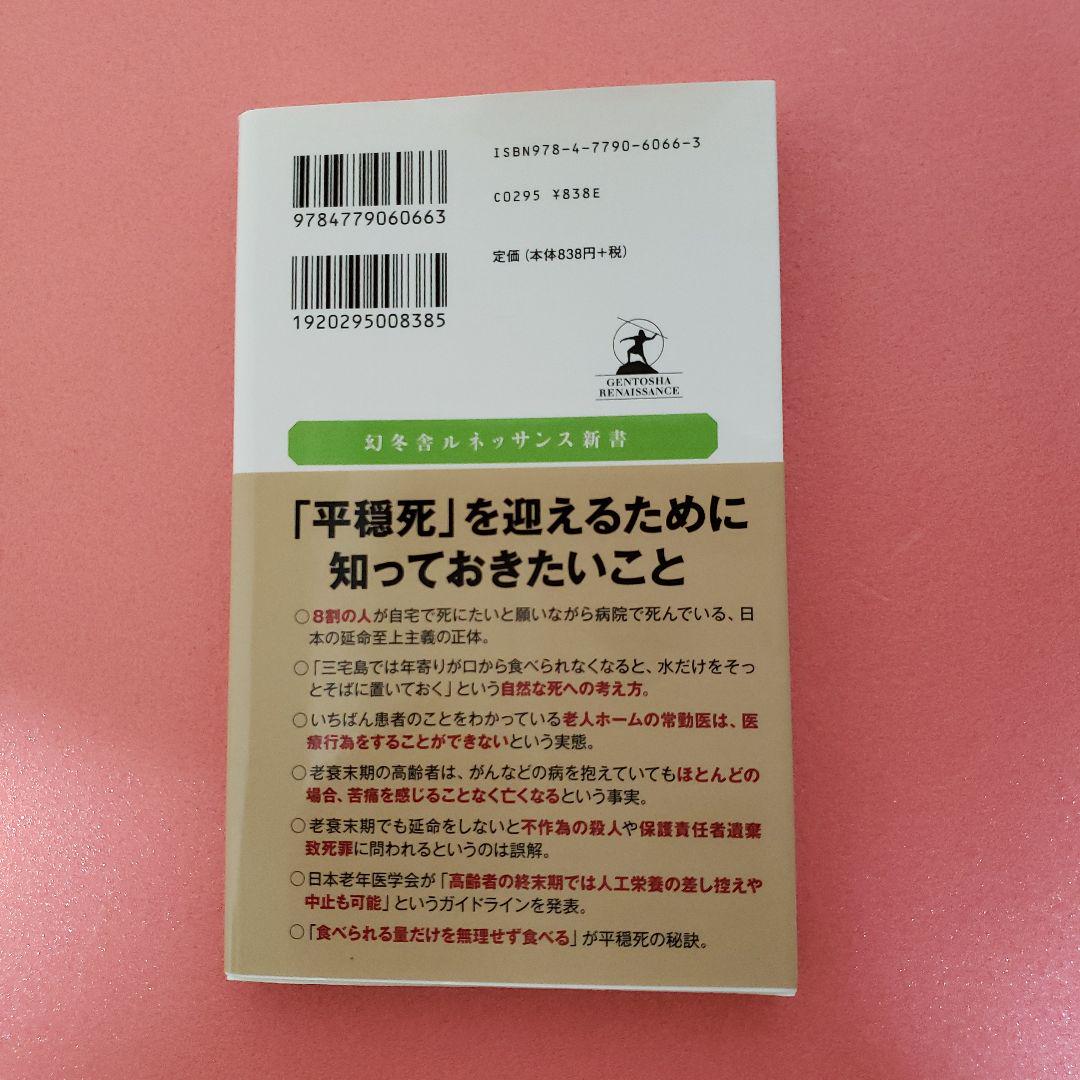 ISBN978-4-7790-6066-3
C0295 ¥838E
定価（本体838円+税）
9784779060663
1920295008385
GENTOSHA
RENAISSANCE
幻冬舎ルネッサンス新書
「平穏死」を迎えるために
知っておきたいこと
○8割の人が自宅で死にたいと願いながら病院で死んでいる、日
本の延命至上主義の正体。
○「三宅島では年寄りが口から食べられなくなると、水だけをそっ
とそばに置いておく」という自然な死への考え方。
○いちばん患者のことをわかっている老人ホームの常勤医は、医
療行為をすることができないという実態。
○老衰末期の高齢者は、がんなどの病を抱えていてもほとんどの
場合、苦痛を感じることなく亡くなるという事実。
○老衰末期でも延命をしないと不作為の殺人や保護責任者遺棄
致死罪に問われるというのは誤解。
○日本老年医学会が「高齢者の終末期では人工栄養の差し控えや
中止も可能」というガイドラインを発表。
○「食べられる量だけを無理せず食べる」が平穏死の秘訣。